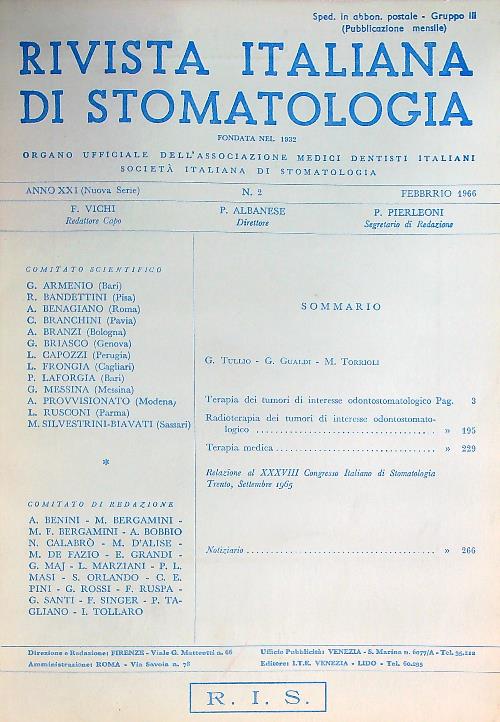 Sped. in abbon. postale - Gruppo III
(Pubblicazione mensile)
RIVISTA ITALIANA
DI STOMATOLOGIA
FONDATA NEL 1932
ORGANO UFFICIALE DELL'ASSOCIAZIONE MEDICI DENTISTI ITALIANI
SOCIETÀ ITALIANA DI STOMATOLOGIA
ANNO XXI (Nuova Serie) N. 2 FEBBRRIO 1966
F. VICHI P. ALBANESE P. PIERLEONI
Redattore Capo Direttore Segretario di Redazione
COMITATO SCIENTIFICO
G. ARMENIO (Bari)
R. BANDETTINI (Pisa)
A. BENAGIANO (Roma)
C. BRANCHINI (Pavia)
A. BRANZI (Bologna)
G. BRIASCO (Genova)
L. CAPOZZI (Perugia)
L. FRONGIA (Cagliari)
P. LAFORGIA (Bari)
G. MESSINA (Messina)
A. PROVVISIONATO (Modena)
L. RUSCONI (Parma)
M. SILVESTRINI-BIAVATI (Sassari)
*
COMITATO DI REDAZIONE
A. BENINI - M. BERGAMINI -
M. F. BERGAMINI - A. BOBBIO
N. CALABRÒ - M. D'ALISE -
M. DE FAZIO - E. GRANDI -
G. MAJ - L. MARZIANI - P. L.
MASI - S. ORLANDO - C. E.
PINI - G. ROSSI - F. RUSPA -
G. SANTI - F. SINGER - P. TA-
GLIANO - I. TOLLARO
SOMMARIO
G. TULLIO - G. GUALDI - M. TORRIOLI
Terapia dei tumori di interesse odontostomatologico Pag. 3
Radioterapia dei tumori di interesse odontostomato-
logico » 195
Terapia medica » 229
Relazione al XXXVIII Congresso Italiano di Stomatologia
Trento, Settembre 1965
Notiziario » 266
Direzione e Redazione: FIRENZE - Viale G. Matteotti n. 66
Amministrazione: ROMA - Via Savoia n. 78
Ufficio Pubblicità: VENEZIA - S. Marina n. 6077/A - Tel. 35.212
Editore: I.T.E. VENEZIA - LIDO - Tel. 60.235
R. I. S.